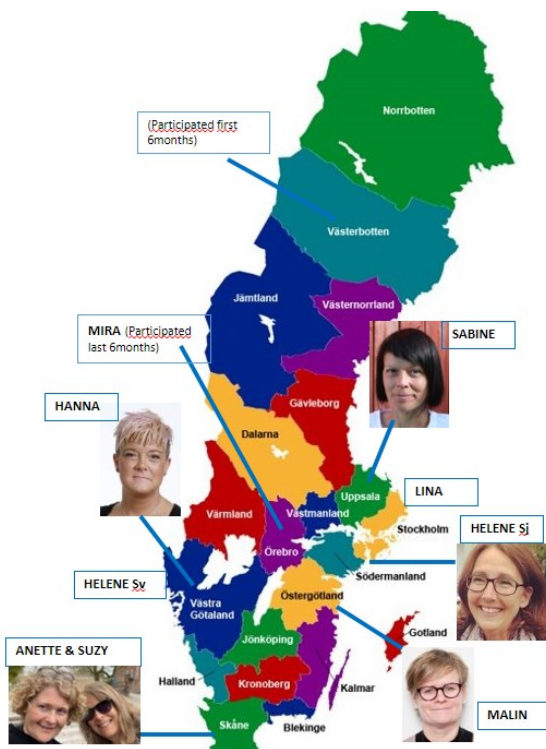 Norrbotten
(Participated first
6months)
Västerbotten
Jämtland
Västernorrland
MIRA (Participated
last 6months)
SABINE
HANNA
Gävleborg
Dalarna
Uppsala
LINA
Värmland
Västmanland
Stockholm
HELENE Sj
Örebro
Södermanland
HELENE Sv
Västra
Götaland
Östergötland
Gotland
ANETTE & SUZY
Jönköping
Halland
Kronoberg
Kalmar
MALIN
Skåne
Blekinge